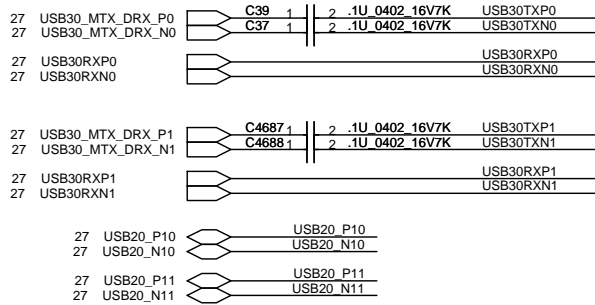 27 USB30_MTX_DRX_P0 C39 1 2 .1U_0402_16V7K USB30TXP0
27 USB30_MTX_DRX_N0 C37 1 2 .1U_0402_16V7K USB30TXN0
27 USB30RXP0 USB30RXP0
27 USB30RXN0 USB30RXN0
27 USB30_MTX_DRX_P1 C4687 1 2 .1U_0402_16V7K USB30TXP1
27 USB30_MTX_DRX_N1 C4688 1 2 .1U_0402_16V7K USB30TXN1
27 USB30RXP1 USB30RXP1
27 USB30RXN1 USB30RXN1
27 USB20_P10 USB20_P10
27 USB20_N10 USB20_N10
27 USB20_P11 USB20_P11
27 USB20_N11 USB20_N11